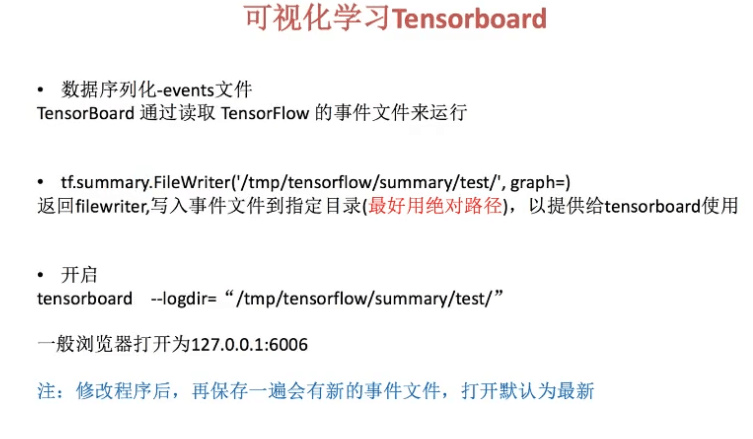 可视化学习Tensorboard
• 数据序列化-events文件
TensorBoard 通过读取 TensorFlow 的事件文件来运行
• tf.summary.FileWriter('/tmp/tensorflow/summary/test/', graph=)
返回filewriter,写入事件文件到指定目录(最好用绝对路径)，以提供给tensorboard使用
• 开启
tensorboard --logdir=“/tmp/tensorflow/summary/test/”
一般浏览器打开为127.0.0.1:6006
注：修改程序后，再保存一遍会有新的事件文件，打开默认为最新